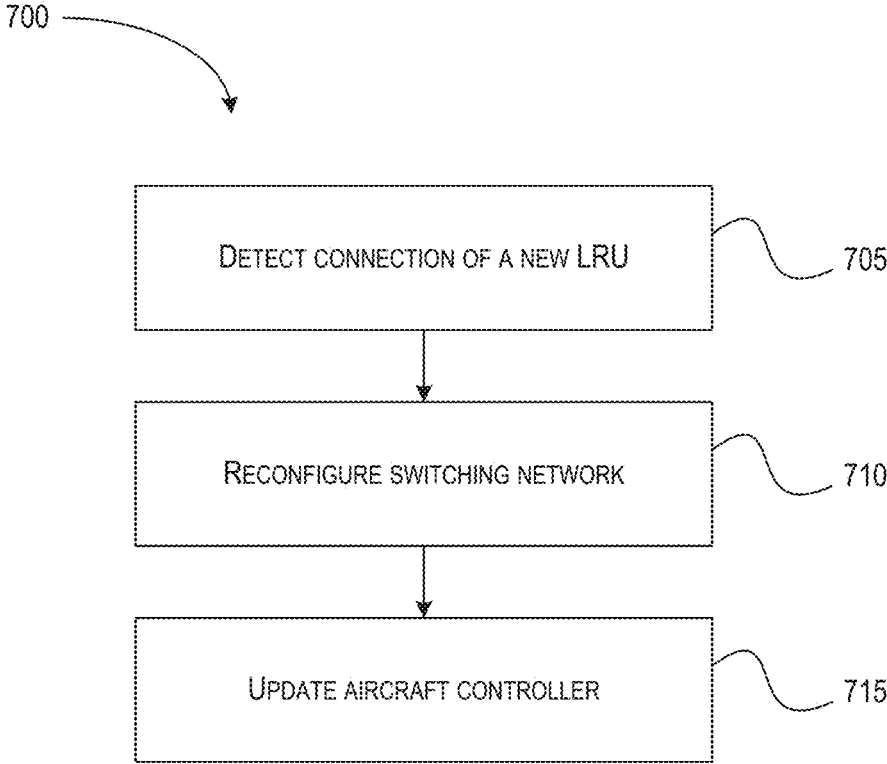 700
DETECT CONNECTION OF A NEW LRU
705
RECONFIGURE SWITCHING NETWORK
710
UPDATE AIRCRAFT CONTROLLER
715